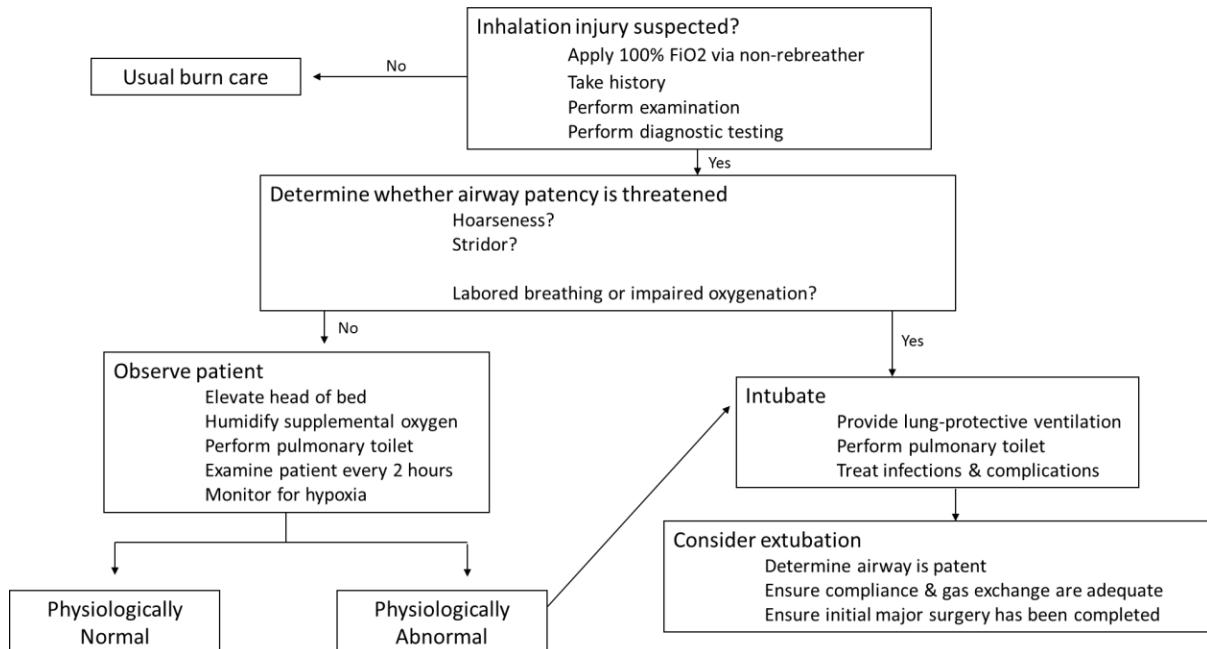 Inhalation injury suspected?
Apply 100% FiO2 via non-rebreather
Take history
Perform examination
Perform diagnostic testing
No
Usual burn care
Yes
Determine whether airway patency is threatened
Hoarseness?
Stridor?
Labored breathing or impaired oxygenation?
No
Yes
Observe patient
Elevate head of bed
Humidify supplemental oxygen
Perform pulmonary toilet
Examine patient every 2 hours
Monitor for hypoxia
Intubate
Provide lung-protective ventilation
Perform pulmonary toilet
Treat infections & complications
Consider extubation
Determine airway is patent
Ensure compliance & gas exchange are adequate
Ensure initial major surgery has been completed
Physiologically
Normal
Physiologically
Abnormal